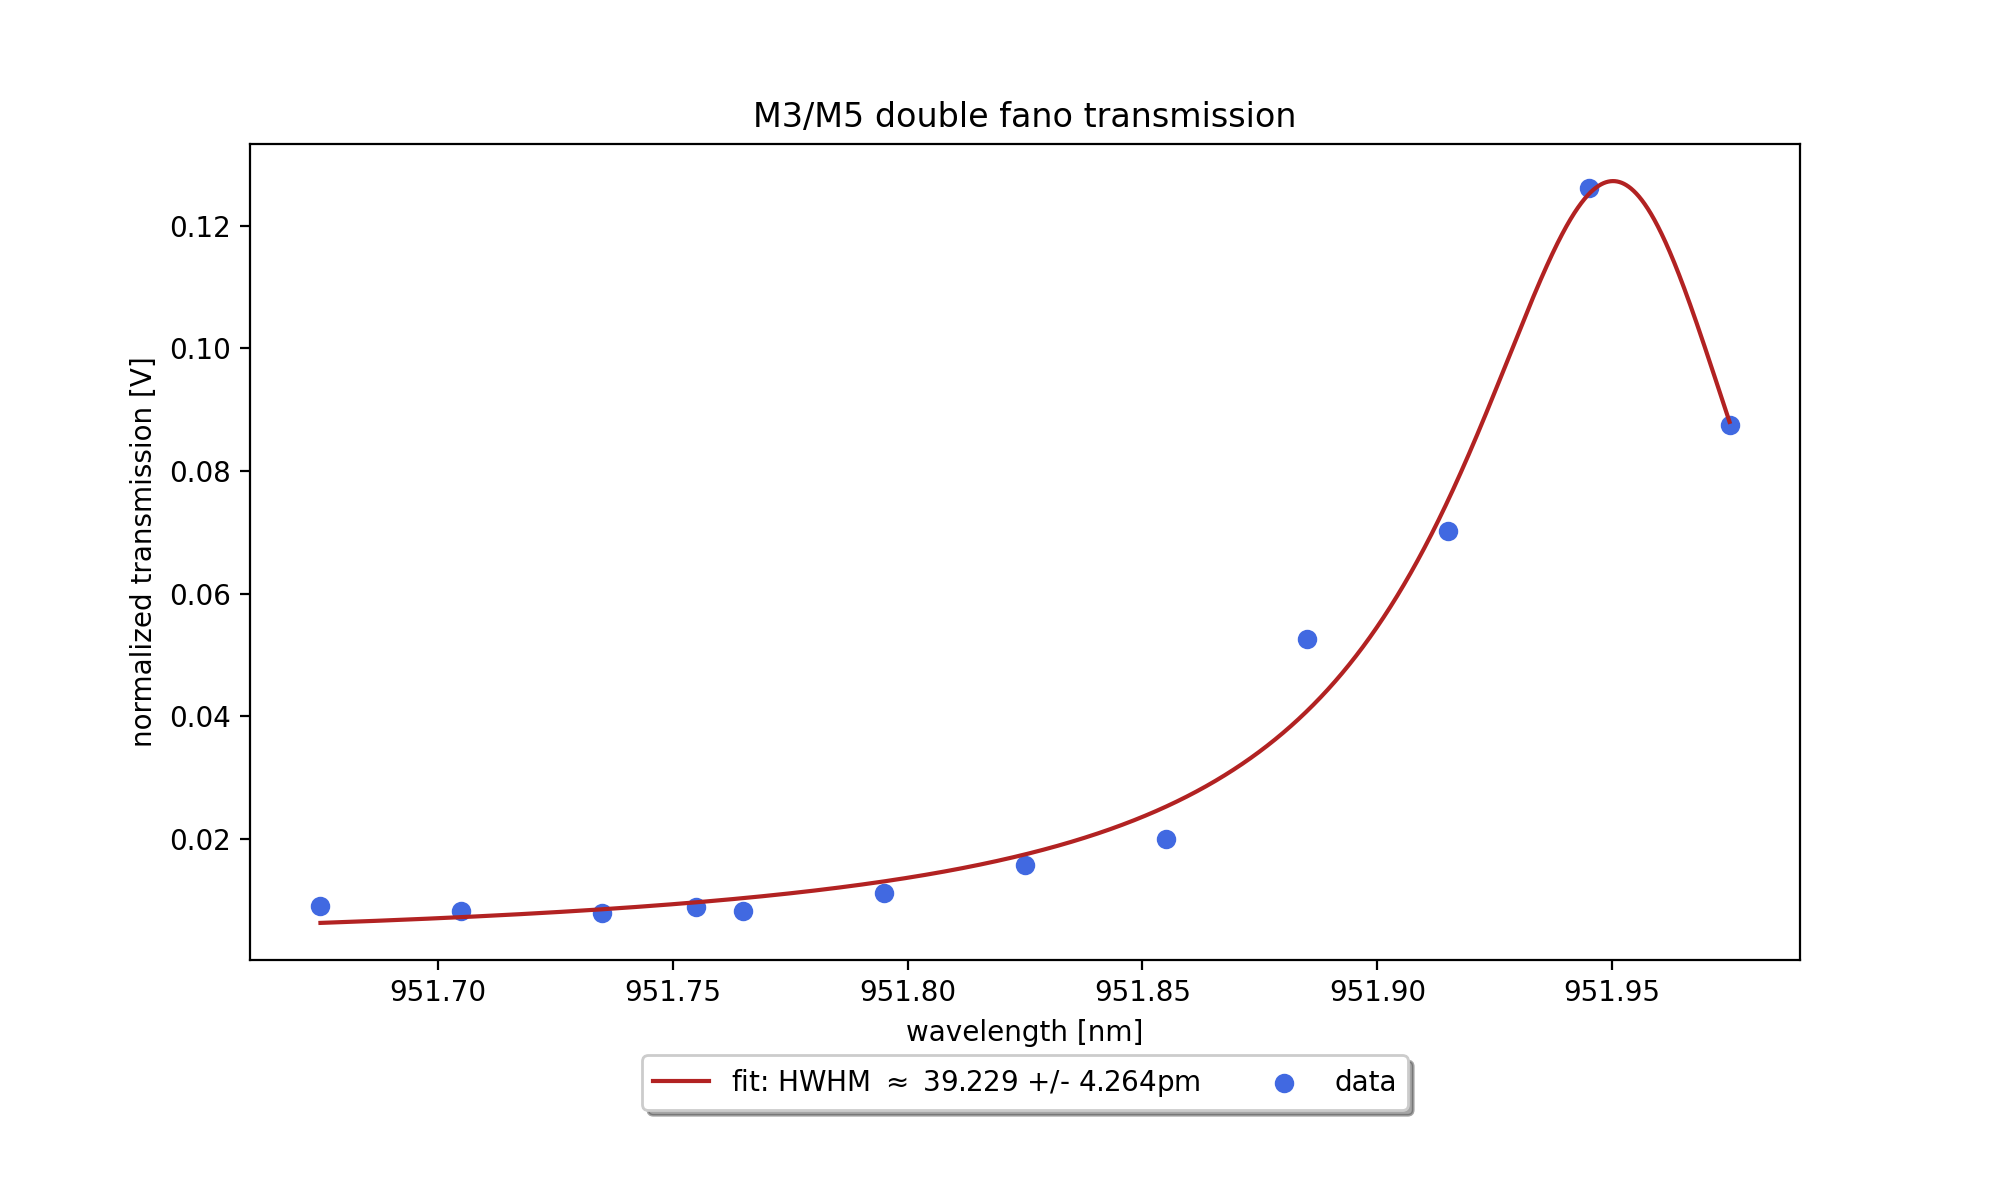 M3/M5 double fano transmission
normalized transmission [V]
0.12
0.10
0.08
0.06
0.04
0.02
951.70 951.75 951.80 951.85 951.90 951.95
wavelength [nm]
fit: HWHM ≈ 39.229 +/- 4.264pm data